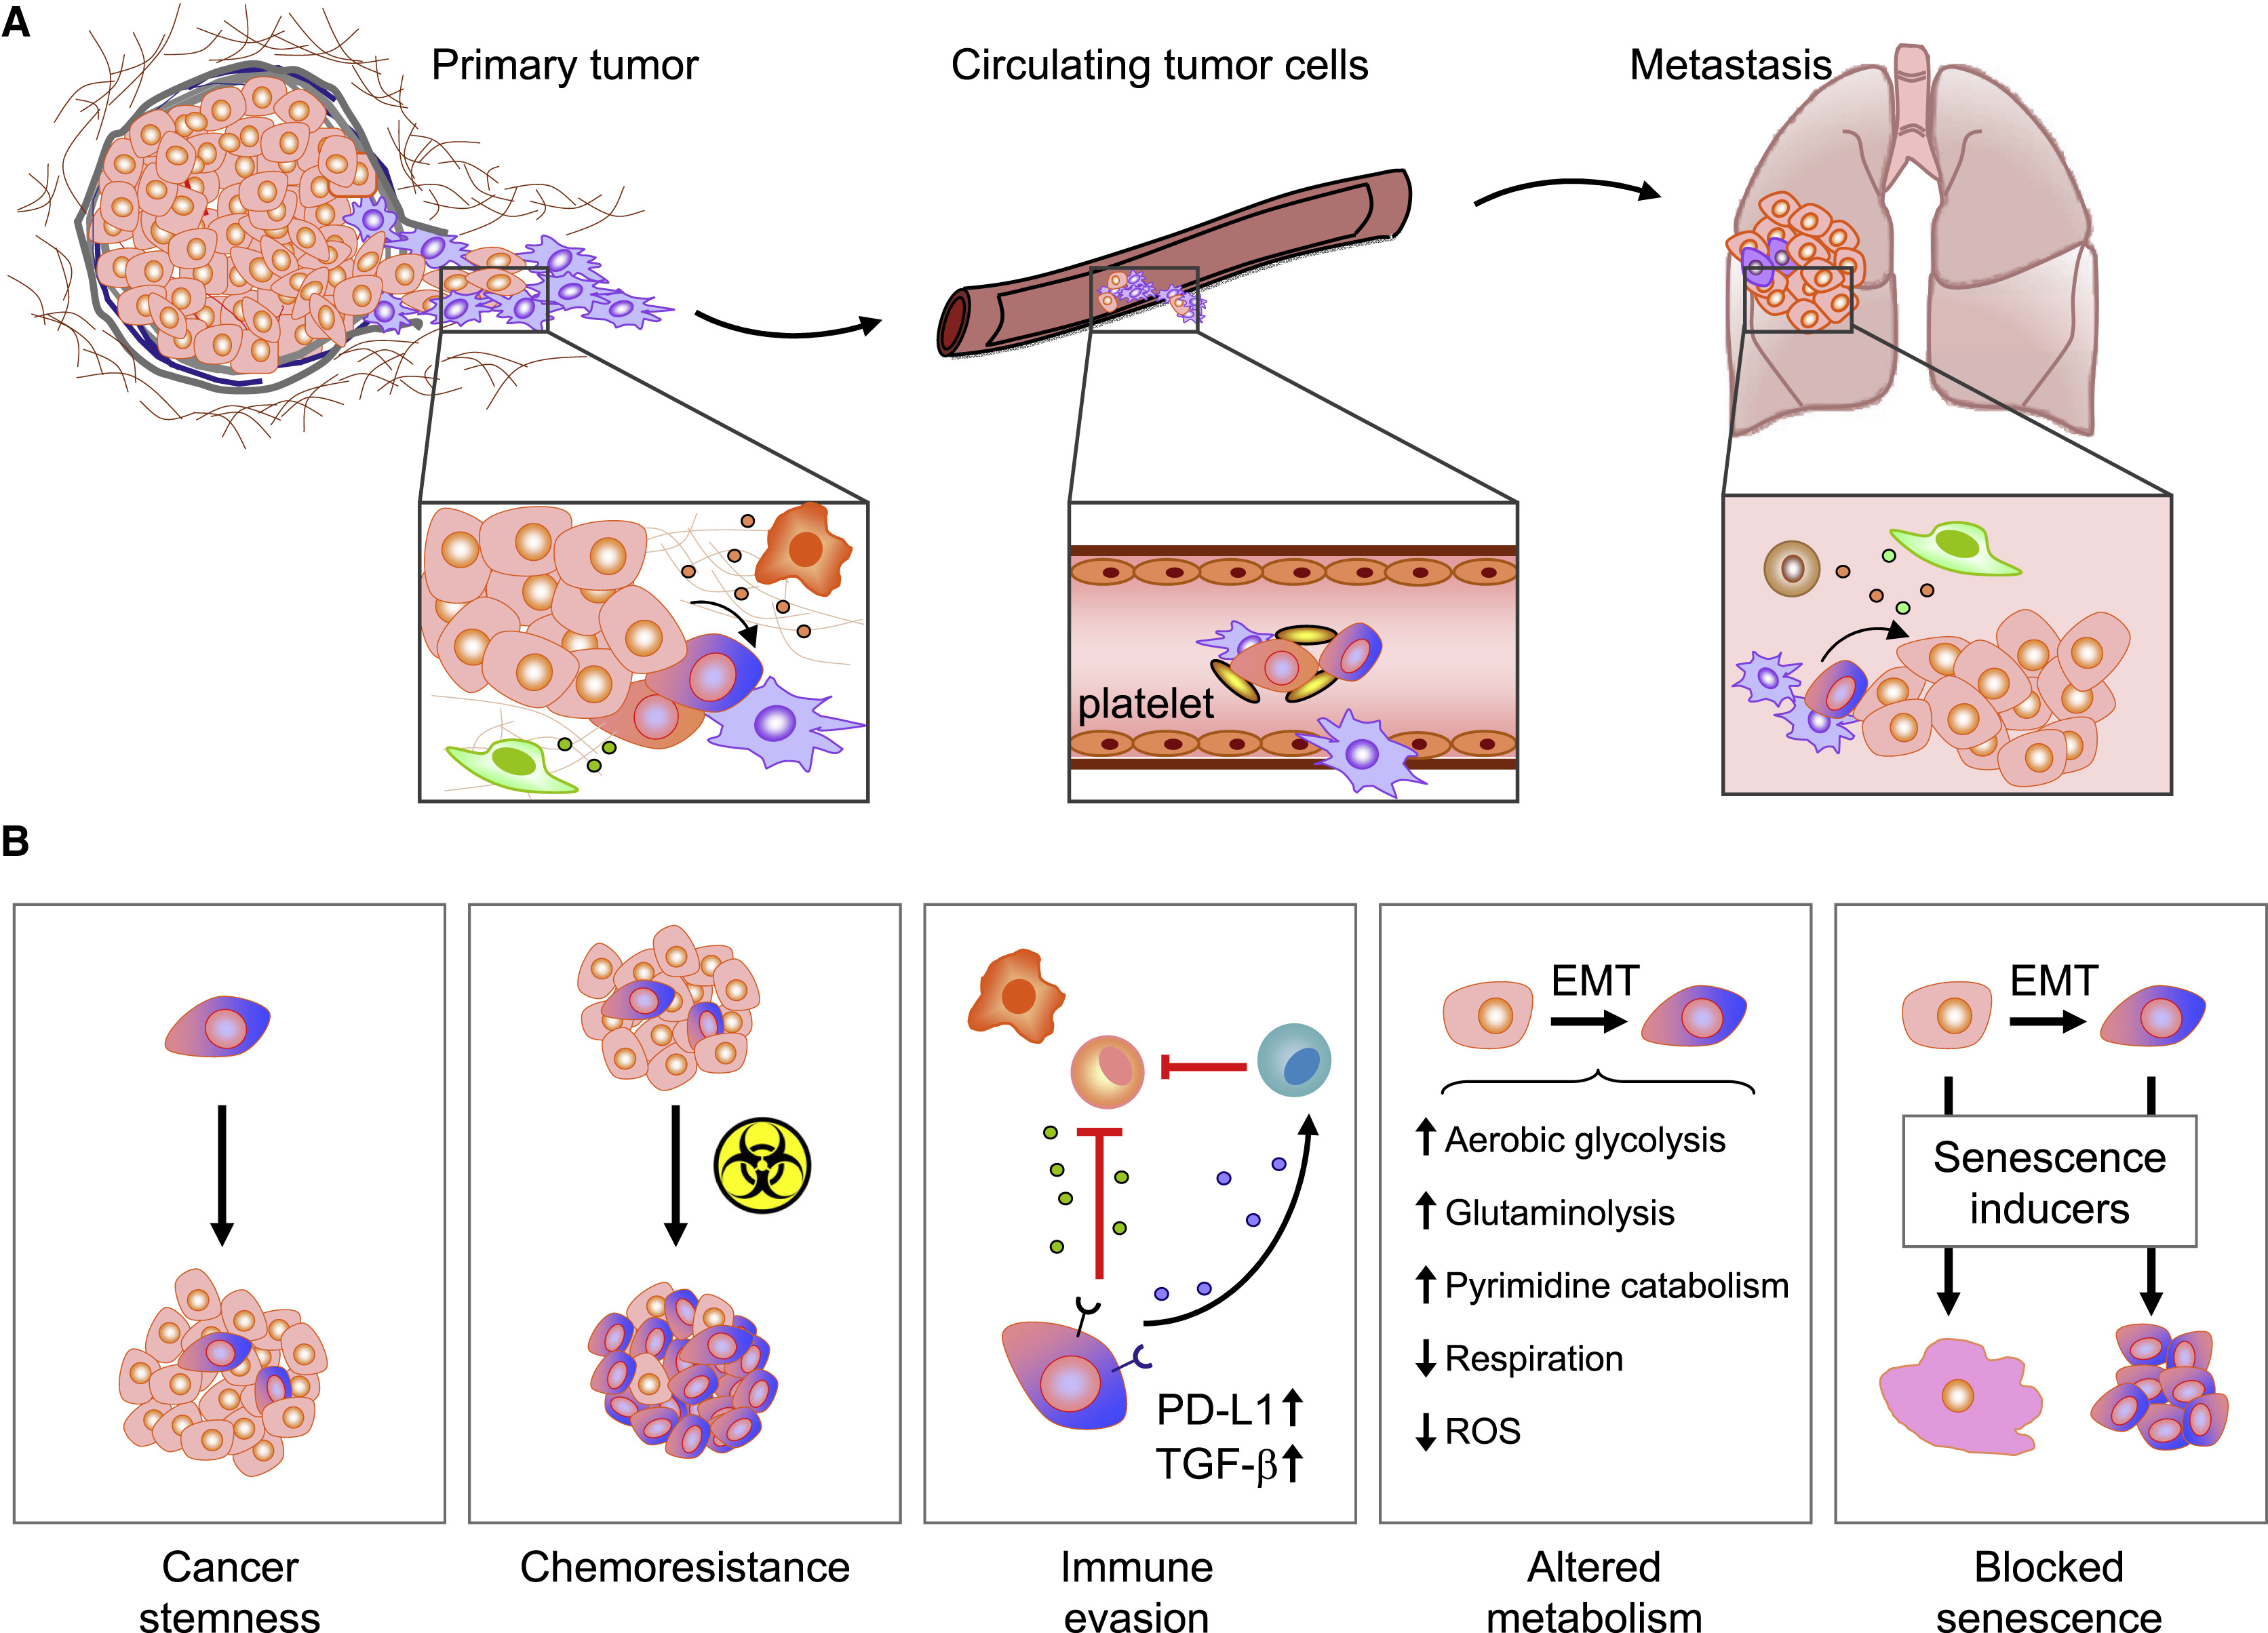 A
Primary tumor
Circulating tumor cells
Metastasis
platelet
B
EMT
EMT
Aerobic glycolysis
Glutaminolysis
Pyrimidine catabolism
Respiration
ROS
Senescence
inducers
PD-L1↑
TGF-β↑
Cancer
stemness
Chemoresistance
Immune
evasion
Altered
metabolism
Blocked
senescence